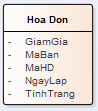 Hoa Don
- GiamGia
- MaBan
- MaHD
- NgayLap
- TinhTrang